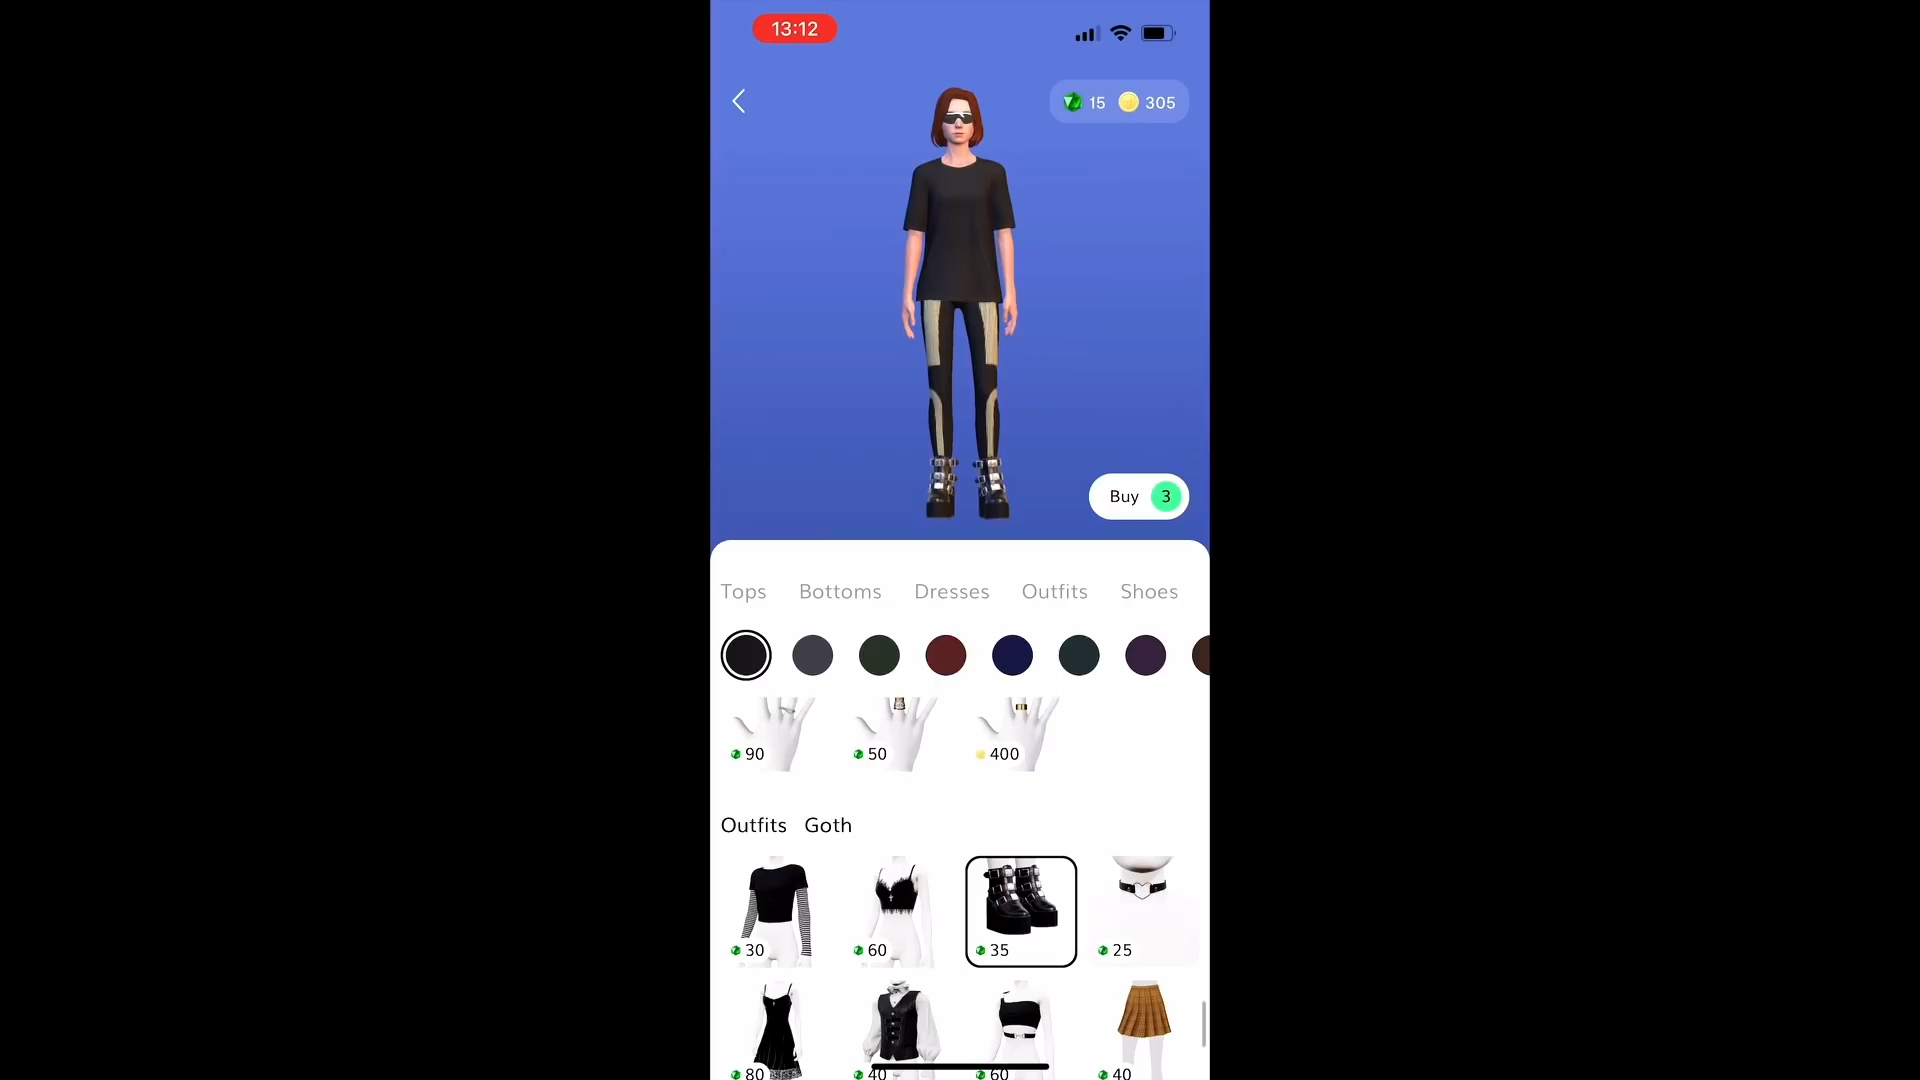 13:12
15 305
Buy 3
Tops Bottoms Dresses Outfits Shoes
90 50 400
Outfits Goth
30 60 35 25
80 40 60 40